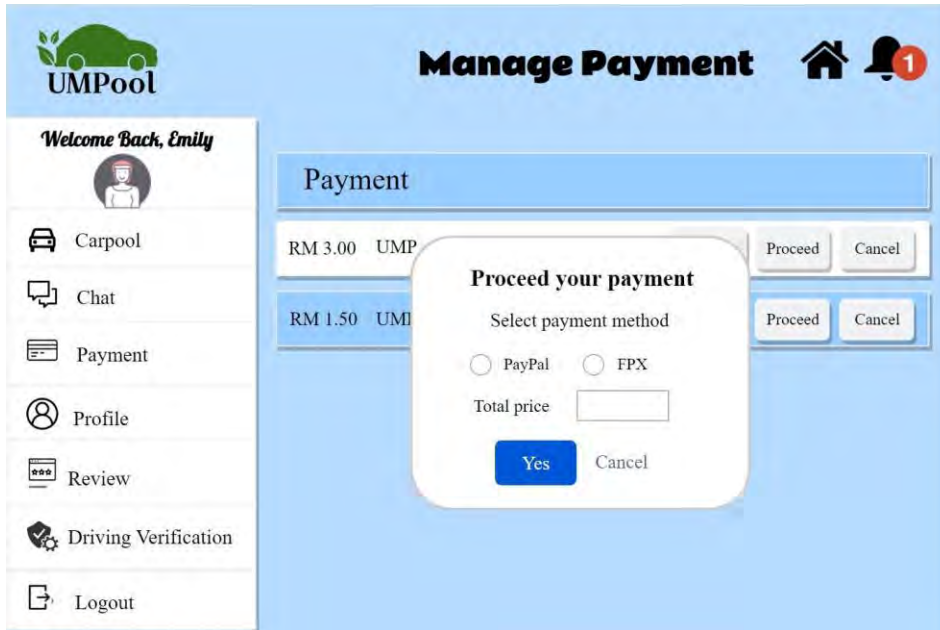 UMPool
Manage Payment
1
Welcome Back, Emily
Carpool
Chat
Payment
Profile
Review
Driving Verification
Logout
Payment
RM 3.00 UMP
Proceed Cancel
RM 1.50
Proceed Cancel
Proceed your payment
Select payment method
PayPal FPX
Total price
Yes Cancel